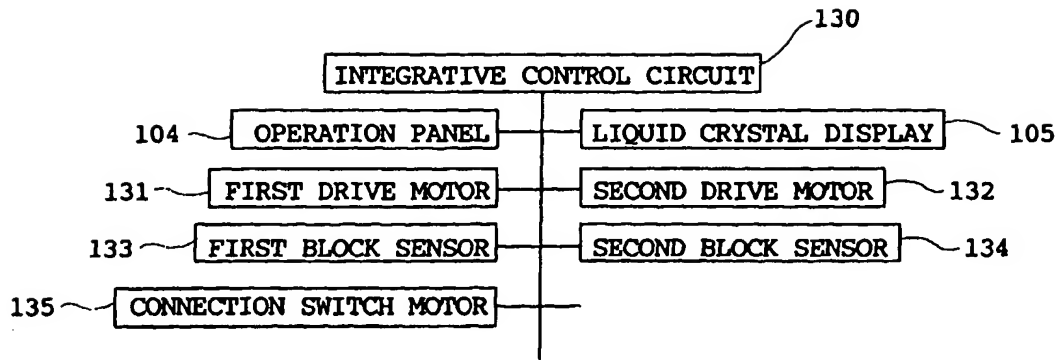 130
INTEGRATIVE CONTROL CIRCUIT
104 OPERATION PANEL LIQUID CRYSTAL DISPLAY 105
131 FIRST DRIVE MOTOR SECOND DRIVE MOTOR 132
133 FIRST BLOCK SENSOR SECOND BLOCK SENSOR 134
135 CONNECTION SWITCH MOTOR